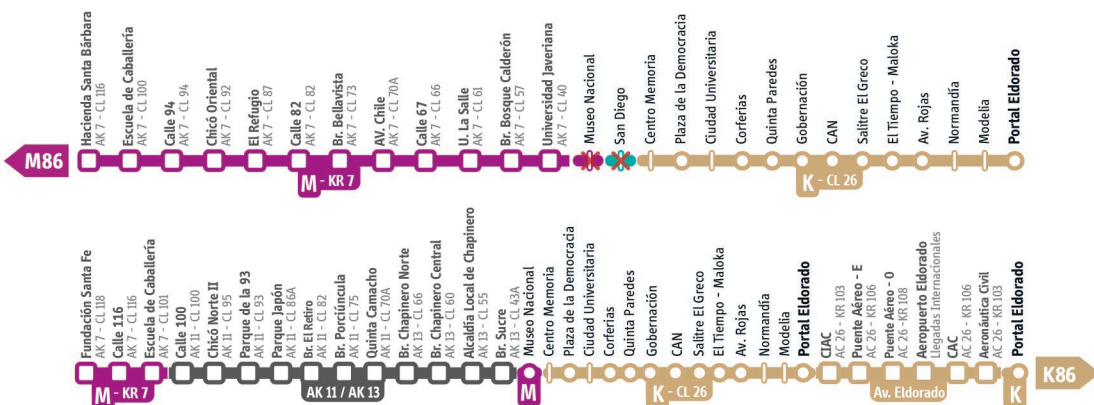 M86
Hacienda Santa Bárbara
AK 7 - CL 116
Escuela de Caballería
AK 7 - CL100
Calle 94
AK 7 - CL 94
Chicó Oriental
AK 7 - CL 92
El Refugio
AK 7 - CL 87
Calle 82
AK 7 - CL 82
Br. Bellavista
AK 7 - CL 73
AV. Chile
AK 7 - CL 70A
Calle 67
AK 7 - CL 66
U. La Salle
AK 7 - CL 61
Br. Bosque Calderón
AK 7 - CL 57
Universidad Javeriana
AK 7 - CL 40
Museo Nacional
San Diego
Centro Memoria
Plaza de la Democracia
Ciudad Universitaria
Corferias
Quinta Paredes
Gobernación
CAN
Salitre El Greco
El Tiempo - Maloka
Av. Rojas
Normandía
Modelia
Portal Eldorado
M - KR 7
K - CL 26
Fundación Santa Fe
AK 7 - CL 118
Calle 116
AK 7 - CL 116
Escuela de Caballería
AK 7 - CL 101
Calle 100
AK 11 - CL 100
Chicó Norte II
AK 11 - CL 95
Parque de la 93
AK 11 - CL 93
Parque Japón
AK 11 - CL 86A
Br. El Retiro
AK 11 - CL 82
Br. Porciúncula
AK 11 - CL 75
Quinta Camacho
AK 11 - CL 70A
Br. Chapinero Norte
AK 13 - CL 66
Br. Chapinero Central
AK 13 - CL 60
Alcaldía Local de Chapinero
AK 13 - CL 55
Br. Sucre
AK 13 - CL 43A
Museo Nacional
Centro Memoria
Plaza de la Democracia
Ciudad Universitaria
Corferias
Quinta Paredes
Gobernación
CAN
Salitre El Greco
El Tiempo - Maloka
Av. Rojas
Normandía
Modelia
Portal Eldorado
CIAC
AC 26 - KR 103
Puente Aéreo - E
AC 26 - KR 106
Puente Aéreo - O
AC 26 - KR 108
Aeropuerto Eldorado
Llegadas Internacionales
CAC
AC 26 - KR 106
Aeronáutica Civil
AC 26 - KR 103
Portal Eldorado
K86
M - KR 7
AK 11 / AK 13
M
K - CL 26
Av. Eldorado
K